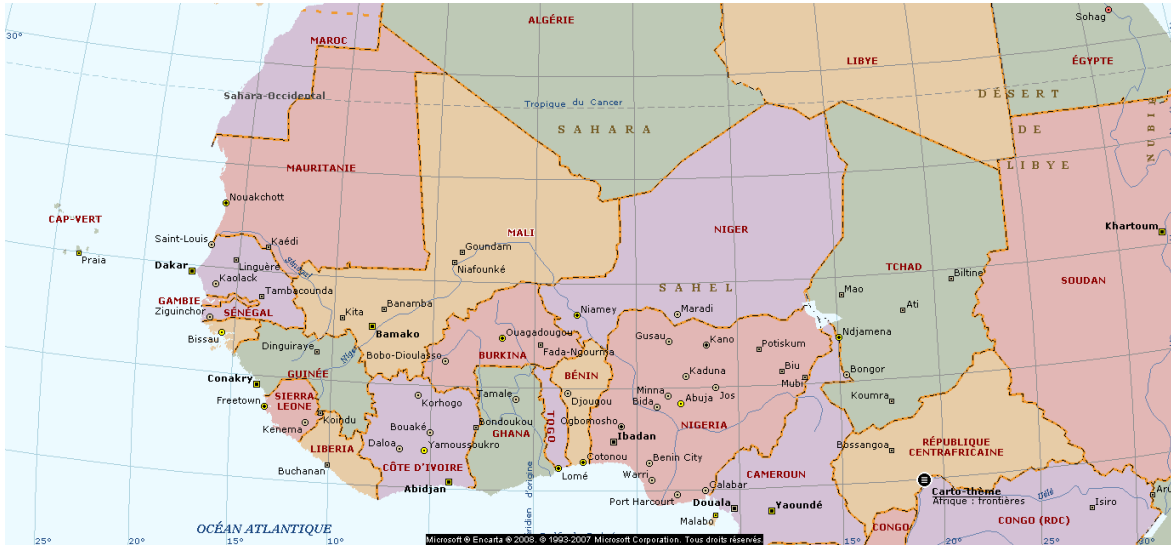 ALGÉRIE
Sohag
30°
MAROC
LIBYE
ÉGYPTE
Sahara-Occidental
Tropique du Cancer
DÉSERT
SAHARA
DE
NUBIE
LIBYE
MAURITANIE
Nouakchott
CAP-VERT
Khartoum
MALI
NIGER
Saint-Louis
Kaédi
Goundam
Praia
Dakar
Linguère
Sénégal
Niafounké
TCHAD
Biltine
SOUDAN
Kaolack
Tambacounda
SAHEL
Mao
GAMBIE
Banamba
Ati
Ziguinchor
SÉNÉGAL
Kita
Niamey
Maradi
Bissau
Bamako
Ouagadougou
Gusau
Kano
Ndjamena
Dinguiraye
Niger
Bobo-Dioulasso
BURKINA
Fada-Ngourma
Potiskum
GUINÉE
BÉNIN
Kaduna
Biu
Bongor
Conakry
Mubi
SIERRA
LEONE
Freetown
Korhogo
Tamale
Djougou
Minna
Jos
Bida
Abuja
Koumra
Kenema
Koindu
Bondoukou
TOGO
Ogbomosho
NIGERIA
Bouaké
GHANA
Ibadan
LIBERIA
Daloa
Yamoussoukro
Cotonou
Benin City
Bossangoa
RÉPUBLIQUE
CENTRAFRICAINE
Buchanan
CÔTE D'IVOIRE
Lomé
Warri
CAMEROUN
Abidjan
Calabar
Carto-thème
Afrique : frontières
Uélé
Port Harcourt
Douala
Yaoundé
Isiro
Malabo
OCÉAN ATLANTIQUE
CONGO
CONGO (RDC)
25°
20°
15°
10°
5°
Microsoft ® Encarta ® 2008. © 1993-2007 Microsoft Corporation. Tous droits réservés.
15°
20°
25°
30°